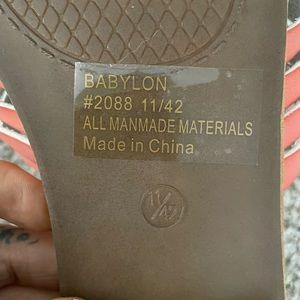 BABYLON
#2088 11/42
ALL MANMADE MATERIALS
Made in China
11/42